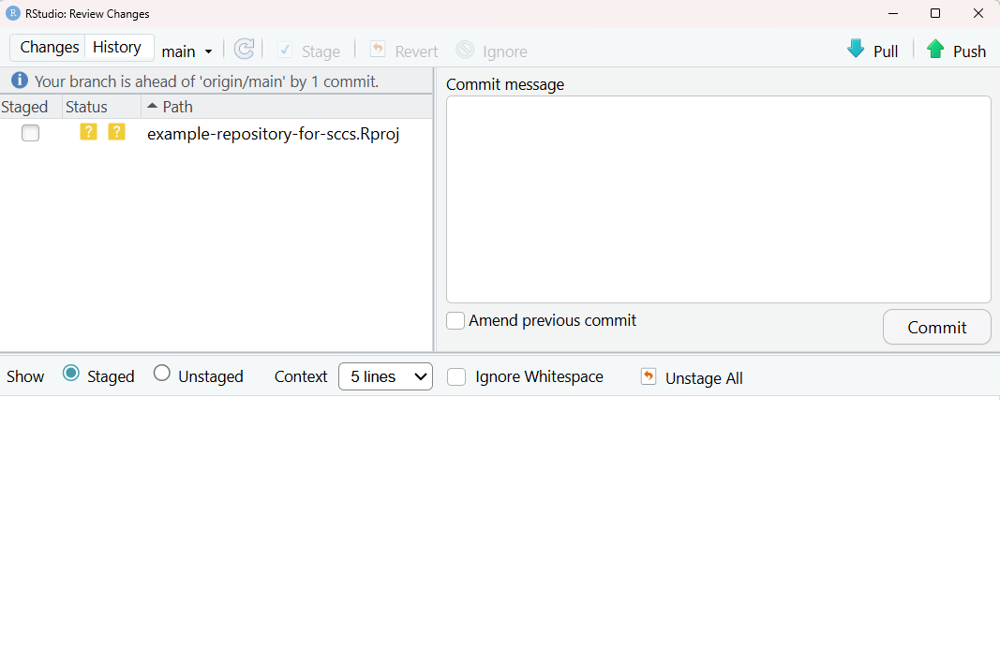 R RStudio: Review Changes
Changes History main Stage Revert Ignore Pull Push
Your branch is ahead of 'origin/main' by 1 commit.
Staged Status Path
? ? example-repository-for-sccs.Rproj
Commit message
Amend previous commit
Commit
Show Staged Unstaged Context 5 lines Ignore Whitespace Unstage All